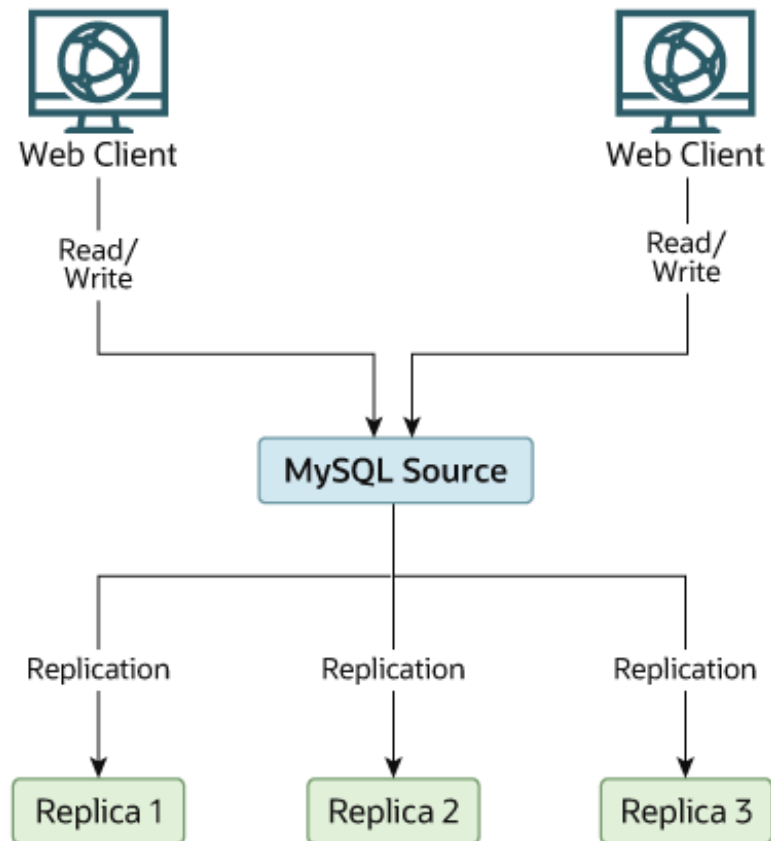 Web Client
Web Client
Read/
Write
Read/
Write
MySQL Source
Replication
Replication
Replication
Replica 1
Replica 2
Replica 3